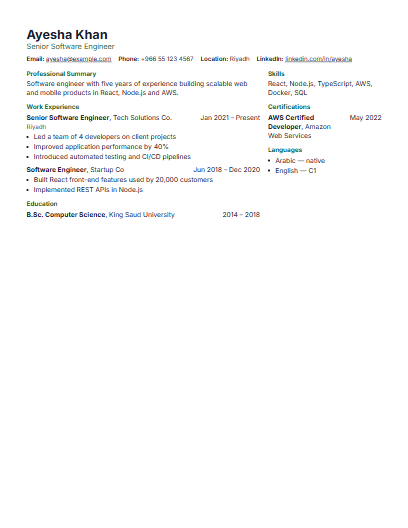 Ayesha Khan
Senior Software Engineer
Email: ayesha@example.com Phone: +966 55 123 4567 Location: Riyadh LinkedIn: linkedin.com/in/ayesha
Professional Summary
Software engineer with five years of experience building scalable web
and mobile products in React, Node.js and AWS.
Work Experience
Senior Software Engineer, Tech Solutions Co. Jan 2021 – Present
Riyadh
• Led a team of 4 developers on client projects
• Improved application performance by 40%
• Introduced automated testing and CI/CD pipelines
Software Engineer, Startup Co Jun 2018 – Dec 2020
• Built React front-end features used by 20,000 customers
• Implemented REST APIs in Node.js
Education
B.Sc. Computer Science, King Saud University 2014 – 2018
Skills
React, Node.js, TypeScript, AWS,
Docker, SQL
Certifications
AWS Certified May 2022
Developer, Amazon
Web Services
Languages
• Arabic — native
• English — C1